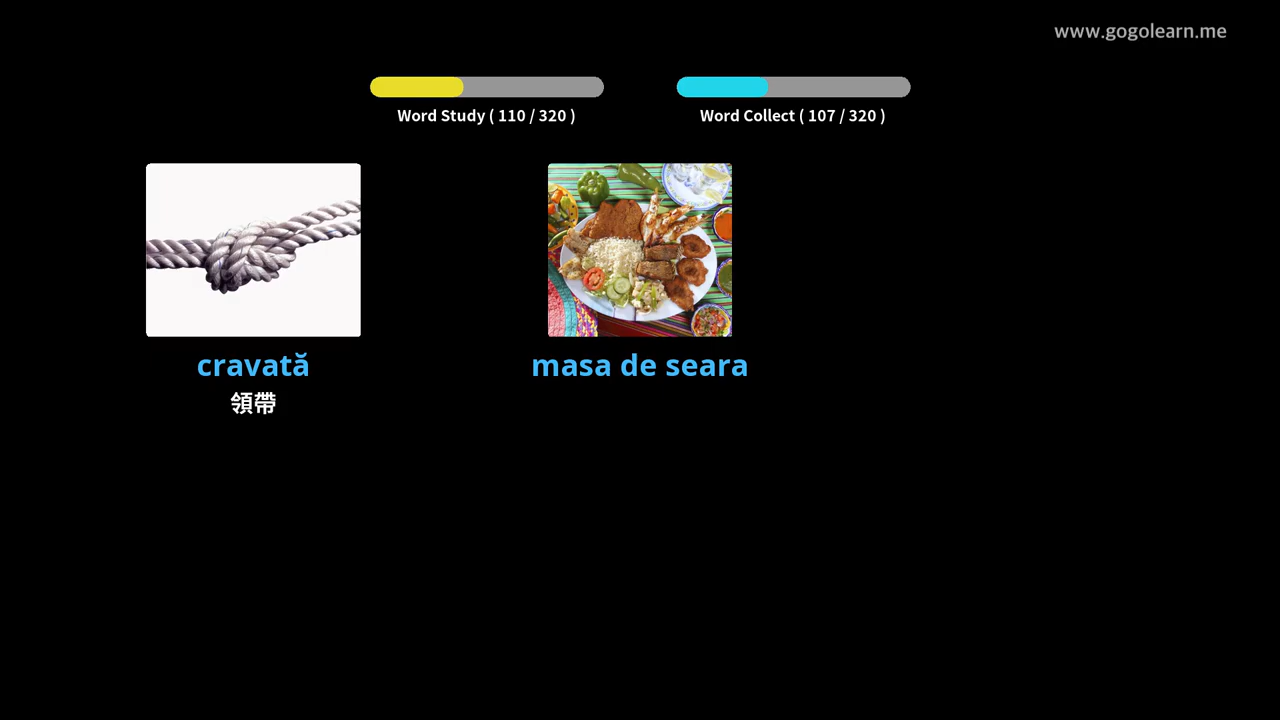 www.gogolearn.me
Word Study ( 110 / 320 )
Word Collect ( 107 / 320 )
cravată
領帶
masa de seara